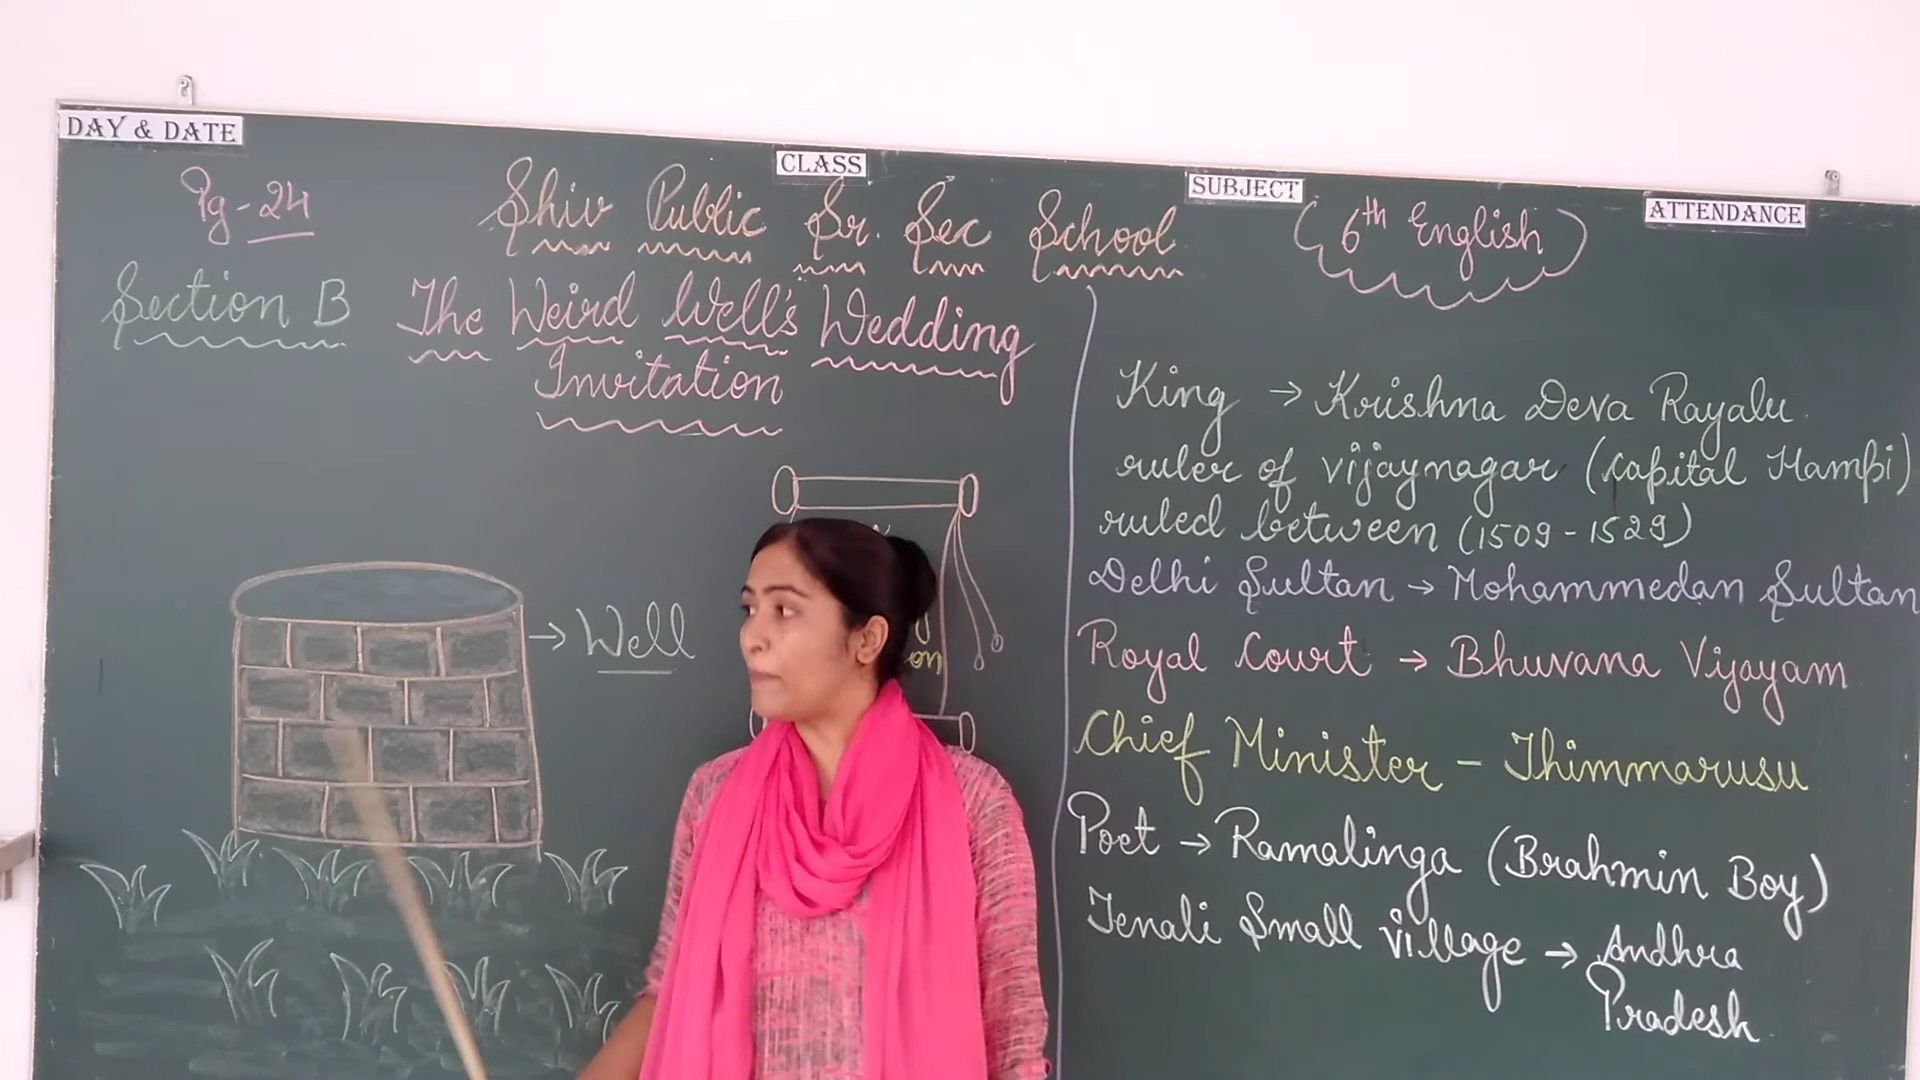 DAY & DATE
CLASS
SUBJECT
ATTENDANCE
Pg-24
Shiv Public Sr. Sec School
(6th English)
Section B
The Weird Well's Wedding
Invitation
→ Well
King → Krishna Deva Rayalu
ruler of vijaynagar (capital Hampi)
ruled between (1509-1529)
Delhi Sultan → Mohammedan Sultan
Royal Court → Bhuvana Vijayam
Chief Minister - Thimmarusu
Poet → Ramalinga (Brahmin Boy)
Tenali Small village → Andhra
Pradesh